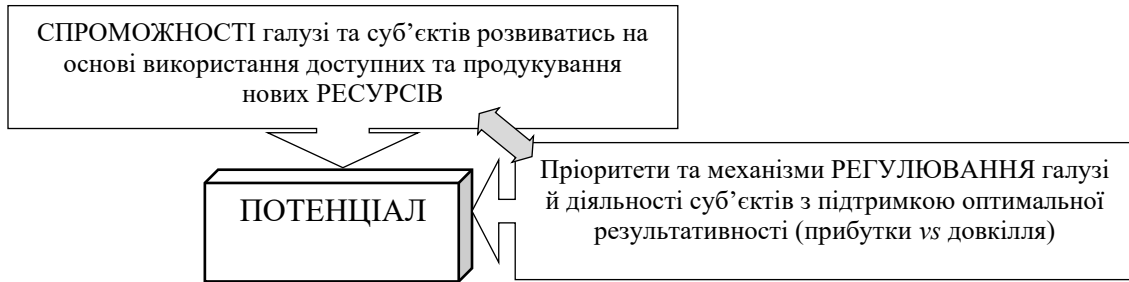 СПРОМОЖНОСТІ галузі та суб’єктів розвиватись на
основі використання доступних та продукування
нових РЕСУРСІВ
ПОТЕНЦІАЛ
Пріоритети та механізми РЕГУЛЮВАННЯ галузі
й діяльності суб’єктів з підтримкою оптимальної
результативності (прибутки vs довкілля)